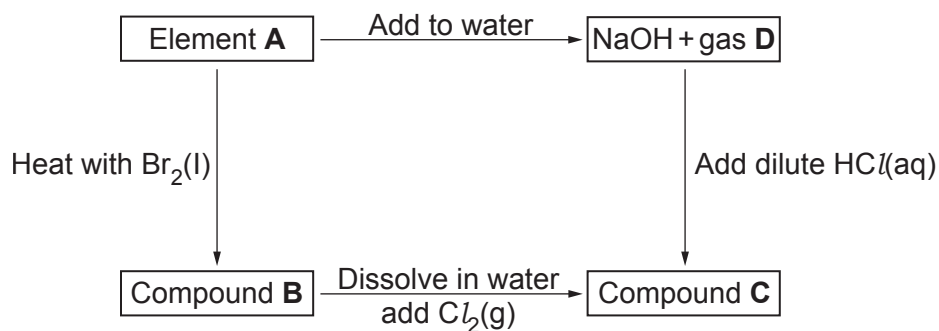 Element A
Add to water
NaOH + gas D
Heat with Br₂(l)
Add dilute HCl(aq)
Compound B
Dissolve in water
add Cl₂(g)
Compound C